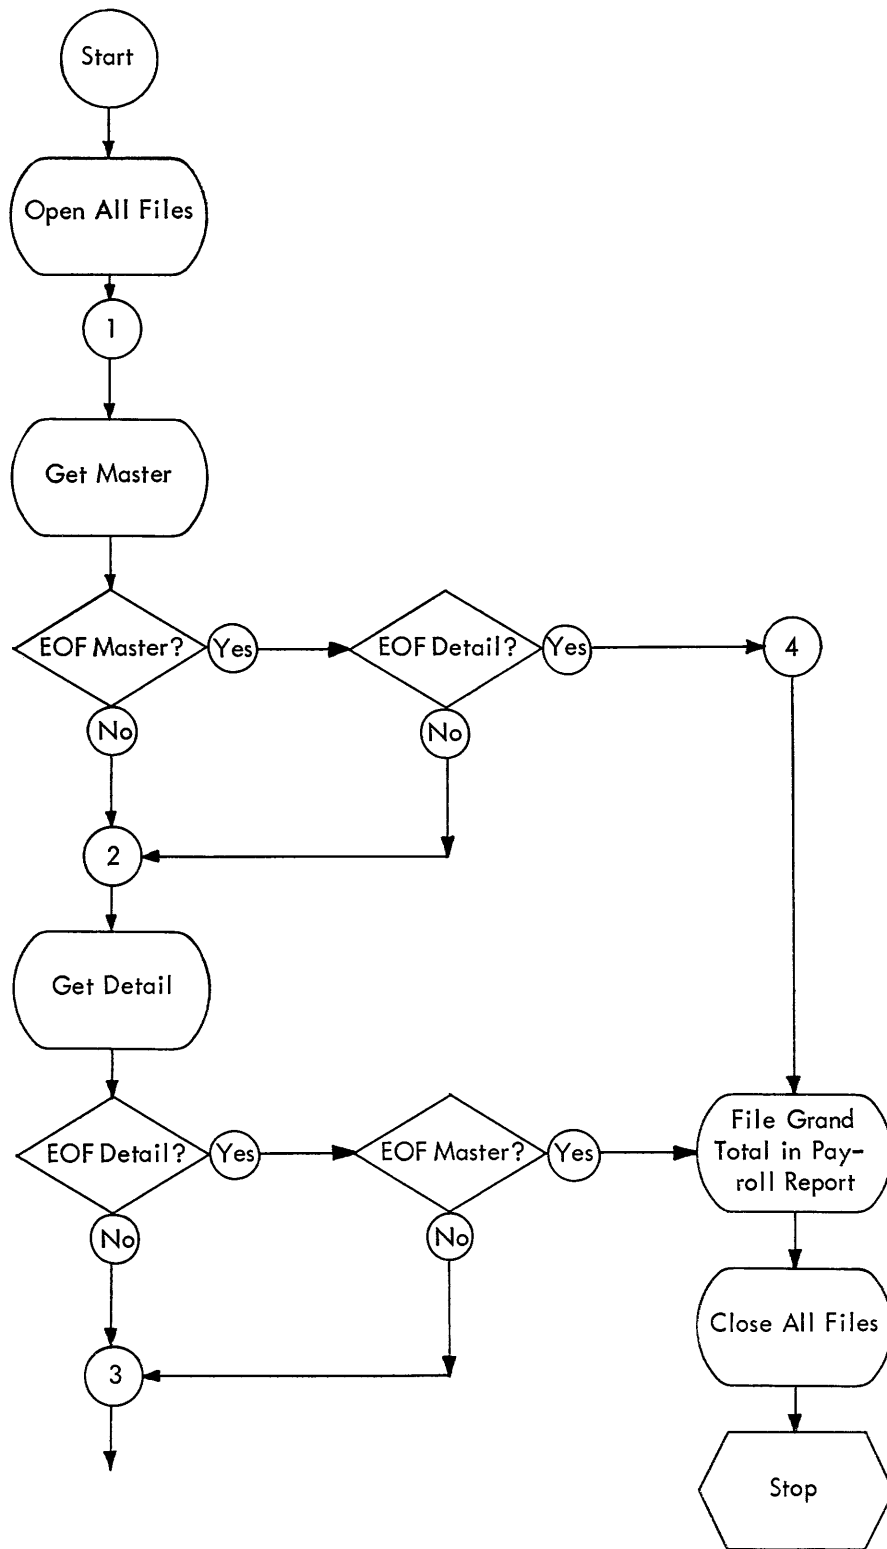 Start
Open All Files
1
Get Master
EOF Master?
Yes
EOF Detail?
Yes
4
No
No
2
Get Detail
EOF Detail?
Yes
EOF Master?
Yes
File Grand
Total in Pay-
roll Report
No
No
Close All Files
3
Stop